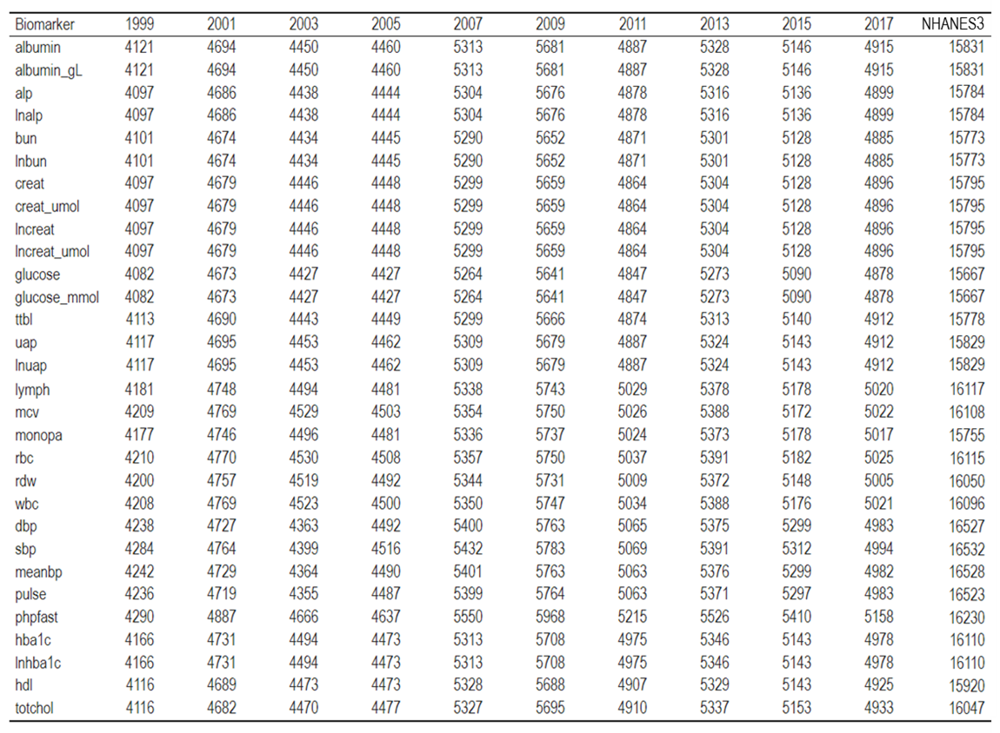 Biomarker 1999 2001 2003 2005 2007 2009 2011 2013 2015 2017 NHANES3
albumin 4121 4694 4450 4460 5313 5681 4887 5328 5146 4915 15831
albumin_gL 4121 4694 4450 4460 5313 5681 4887 5328 5146 4915 15831
alp 4097 4686 4438 4444 5304 5676 4878 5316 5136 4899 15784
lnalp 4097 4686 4438 4444 5304 5676 4878 5316 5136 4899 15784
bun 4101 4674 4434 4445 5290 5652 4871 5301 5128 4885 15773
lnbun 4101 4674 4434 4445 5290 5652 4871 5301 5128 4885 15773
creat 4097 4679 4446 4448 5299 5659 4864 5304 5128 4896 15795
creat_umol 4097 4679 4446 4448 5299 5659 4864 5304 5128 4896 15795
lncreat 4097 4679 4446 4448 5299 5659 4864 5304 5128 4896 15795
lncreat_umol 4097 4679 4446 4448 5299 5659 4864 5304 5128 4896 15795
glucose 4082 4673 4427 4427 5264 5641 4847 5273 5090 4878 15667
glucose_mmol 4082 4673 4427 4427 5264 5641 4847 5273 5090 4878 15667
ttbl 4113 4690 4443 4449 5299 5666 4874 5313 5140 4912 15778
uap 4117 4695 4453 4462 5309 5679 4887 5324 5143 4912 15829
lnuap 4117 4695 4453 4462 5309 5679 4887 5324 5143 4912 15829
lymph 4181 4748 4494 4481 5338 5743 5029 5378 5178 5020 16117
mcv 4209 4769 4529 4503 5354 5750 5026 5388 5172 5022 16108
monopa 4177 4746 4496 4481 5336 5737 5024 5373 5178 5017 15755
rbc 4210 4770 4530 4508 5357 5750 5037 5391 5182 5025 16115
rdw 4200 4757 4519 4492 5344 5731 5009 5372 5148 5005 16050
wbc 4208 4769 4523 4500 5350 5747 5034 5388 5176 5021 16096
dbp 4238 4727 4363 4492 5400 5763 5065 5375 5299 4983 16527
sbp 4284 4764 4399 4516 5432 5783 5069 5391 5312 4994 16532
meanbp 4242 4729 4364 4490 5401 5763 5063 5376 5299 4982 16528
pulse 4236 4719 4355 4487 5399 5764 5063 5371 5297 4983 16523
phpfast 4290 4887 4666 4637 5550 5968 5215 5526 5410 5158 16230
hba1c 4166 4731 4494 4473 5313 5708 4975 5346 5143 4978 16110
lnhba1c 4166 4731 4494 4473 5313 5708 4975 5346 5143 4978 16110
hdl 4116 4689 4473 4473 5328 5688 4907 5329 5143 4925 15920
totchol 4116 4682 4470 4477 5327 5695 4910 5337 5153 4933 16047